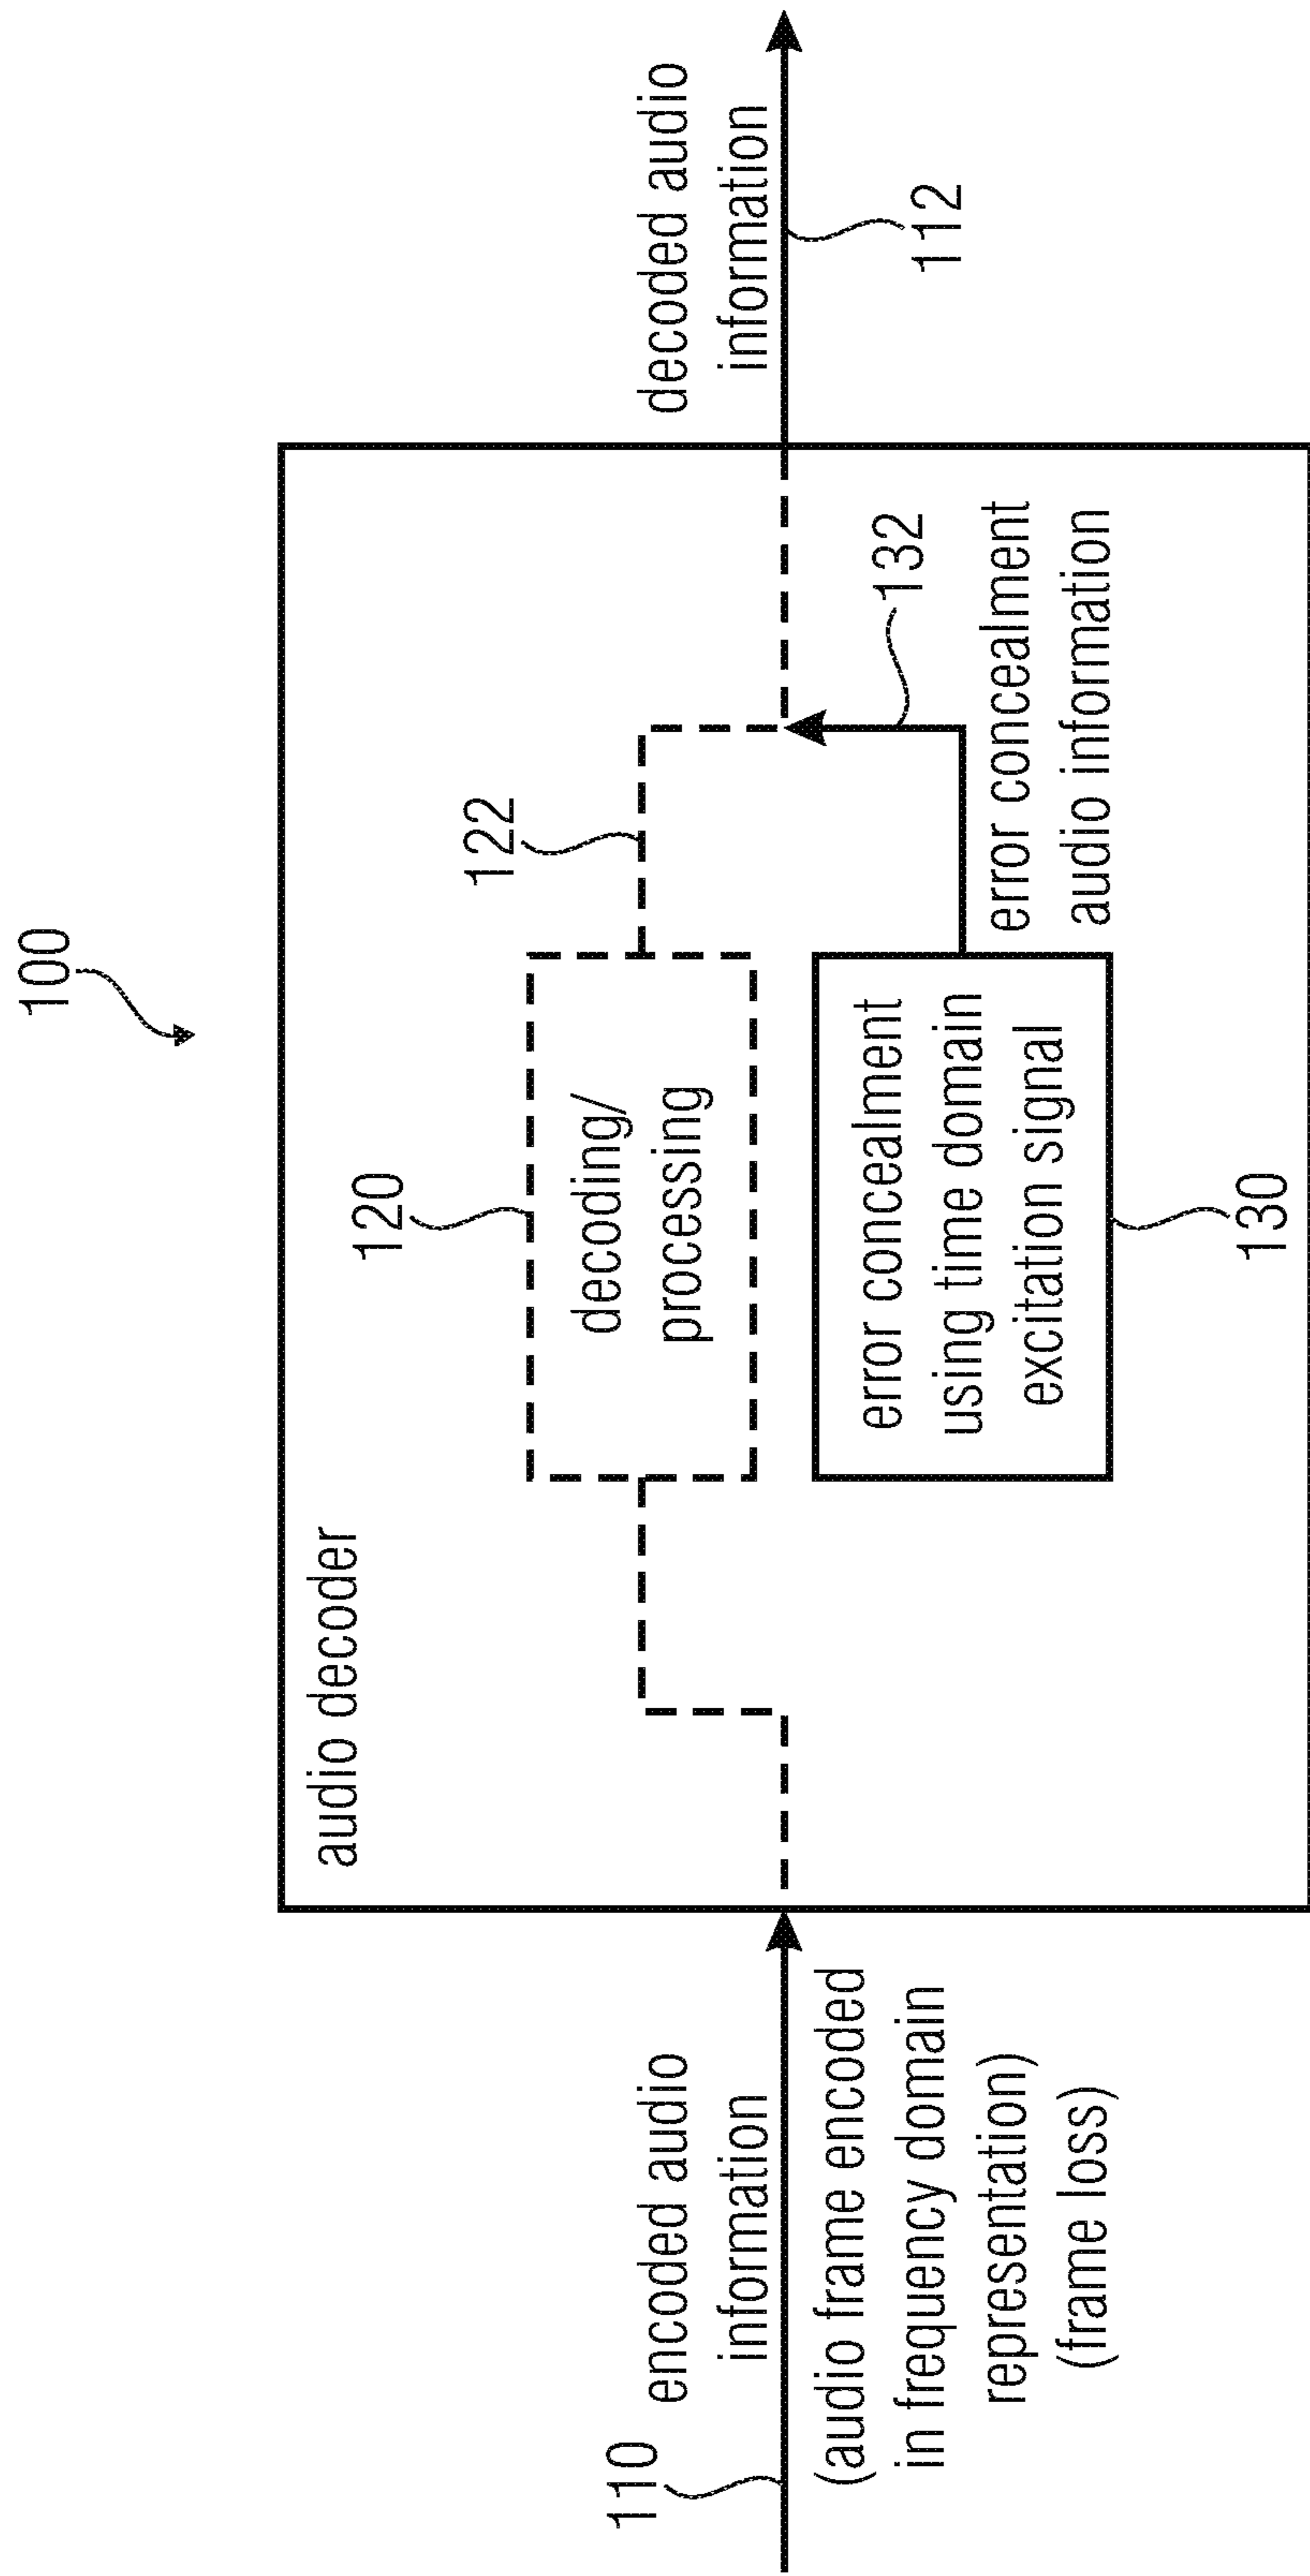 100
audio decoder
120
decoding/
processing
122
110
encoded audio
information
(audio frame encoded
in frequency domain
representation)
(frame loss)
error concealment
using time domain
excitation signal
130
132
error concealment
audio information
decoded audio
information
112